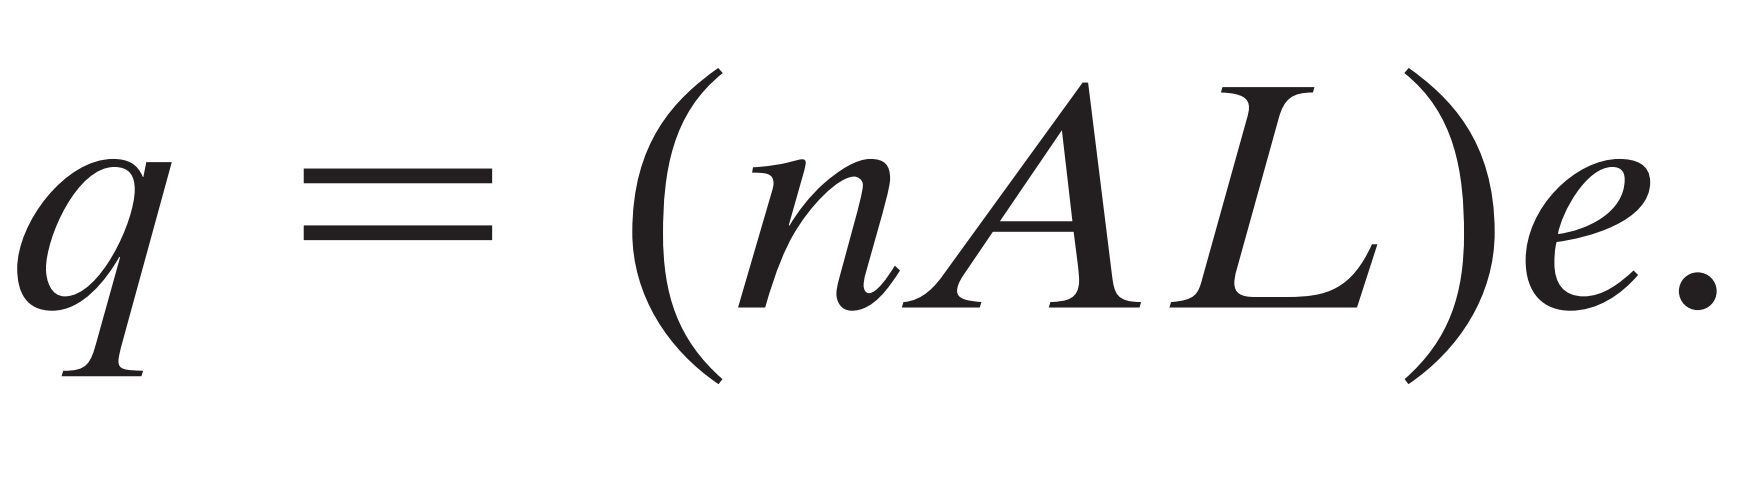 q = (nAL)e.